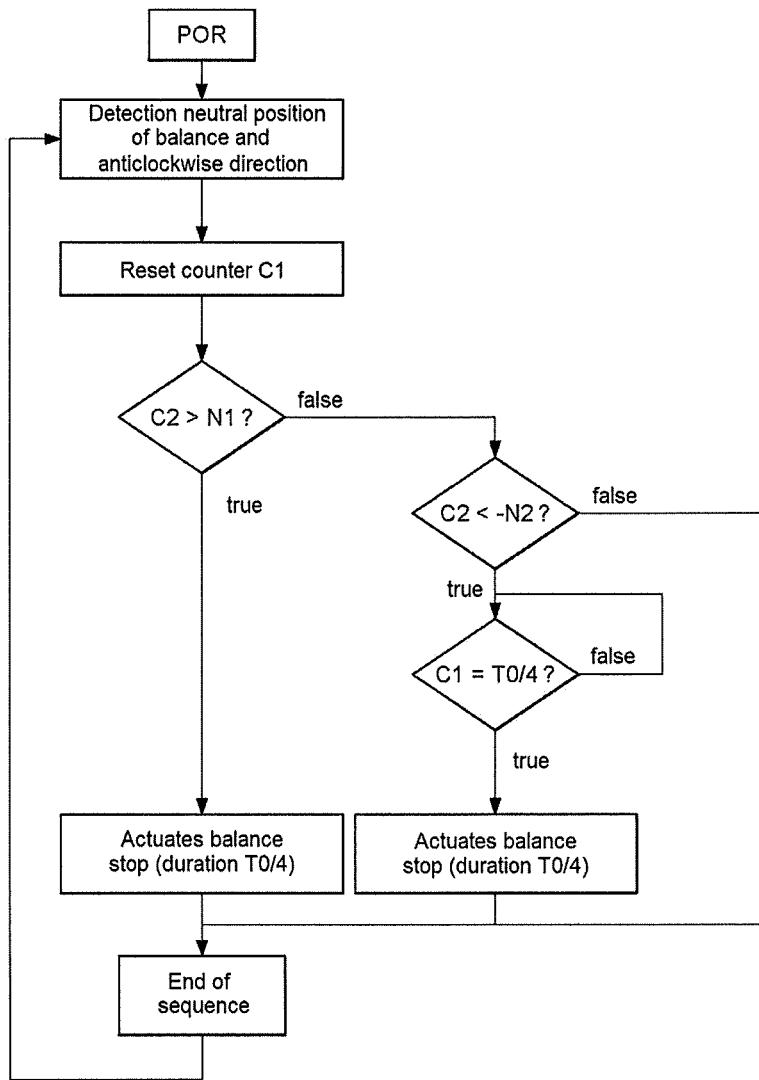 POR
Detection neutral position
of balance and
anticlockwise direction
Reset counter C1
C2 > N1 ?
false
true
C2 < -N2 ?
false
true
C1 = T0/4 ?
false
true
Actuates balance
stop (duration T0/4)
Actuates balance
stop (duration T0/4)
End of
sequence